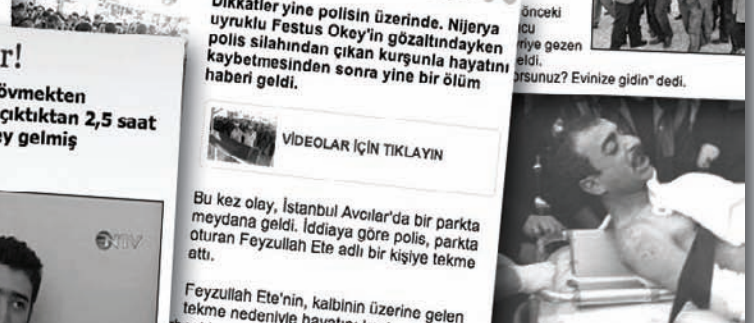 r!
övmekten
çıktıktan 2,5 saat
y gelmiş
NTV
Dikkatler yine polisin üzerinde. Nijerya
uyruklu Festus Okey'in gözaltındayken
polis silahından çıkan kurşunla hayatını
kaybetmesinden sonra yine bir ölüm
haberi geldi.
VİDEOLAR İÇİN TIKLAYIN
Bu kez olay, İstanbul Avcılar'da bir parkta
meydana geldi. İddiaya göre polis, parkta
oturan Feyzullah Ete adlı bir kişiye tekme
attı.
Feyzullah Ete'nin, kalbinin üzerine gelen
tekme nedeniyle
önceki
cu
riye gezen
eldi.
orsunuz? Evinize gidin" dedi.